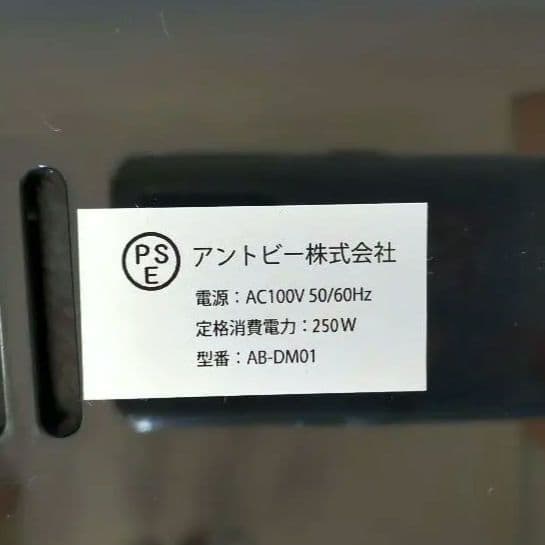 PS
E
アントビー株式会社
電源：AC100V 50/60Hz
定格消費電力：250W
型番：AB-DM01